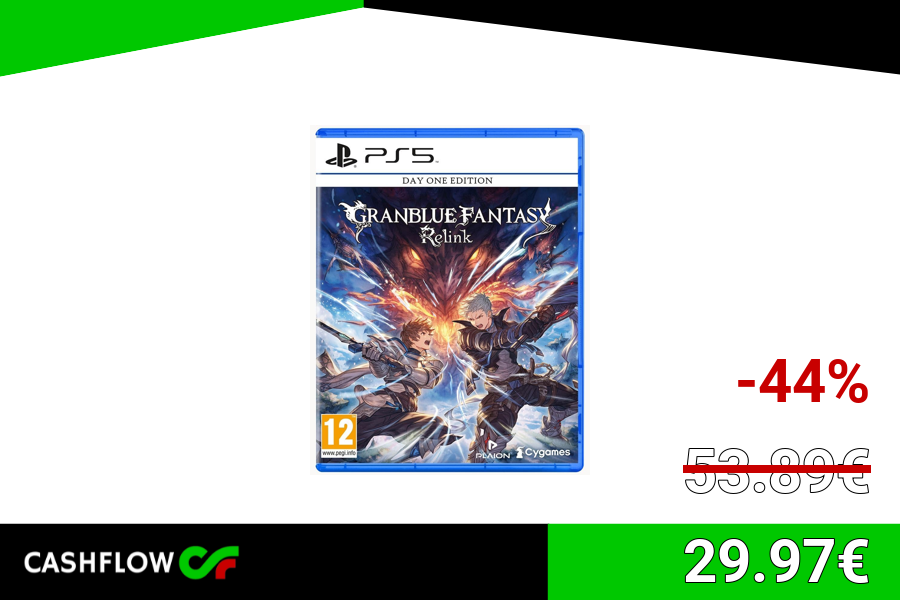 PS5
DAY ONE EDITION
GRANBLUE FANTASY
Relink
12
www.pegi.info
PLAION
Cygames
-44%
53.89€
CASHFLOW
29.97€